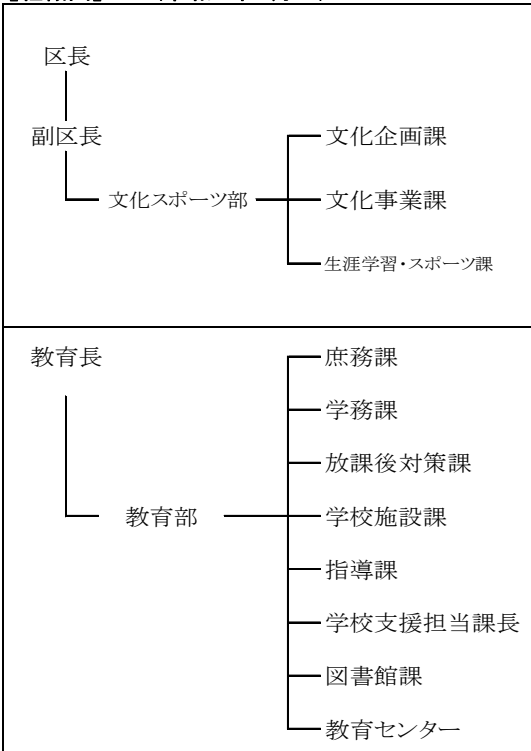 区長
副区長
文化スポーツ部
文化企画課
文化事業課
生涯学習・スポーツ課
教育長
教育部
庶務課
学務課
放課後対策課
学校施設課
指導課
学校支援担当課長
図書館課
教育センター